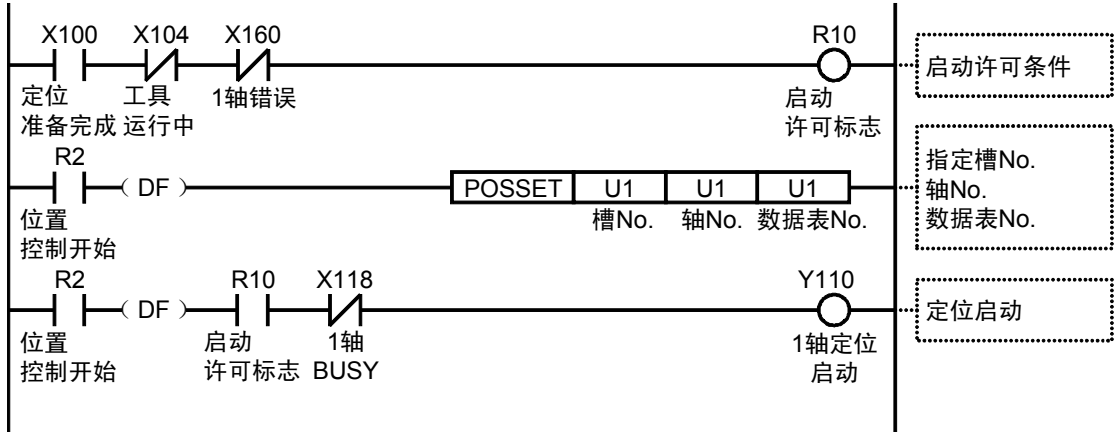 X100 X104 X160 R10
定位 工具 1轴错误 启动
准备完成 运行中 许可标志
启动许可条件
R2
( DF ) POSSET U1 U1 U1
位置 槽No. 轴No. 数据表No.
控制开始
指定槽No.
轴No.
数据表No.
R2 R10 X118 Y110
( DF )
位置 启动 1轴 1轴定位
控制开始 许可标志 BUSY 启动
定位启动